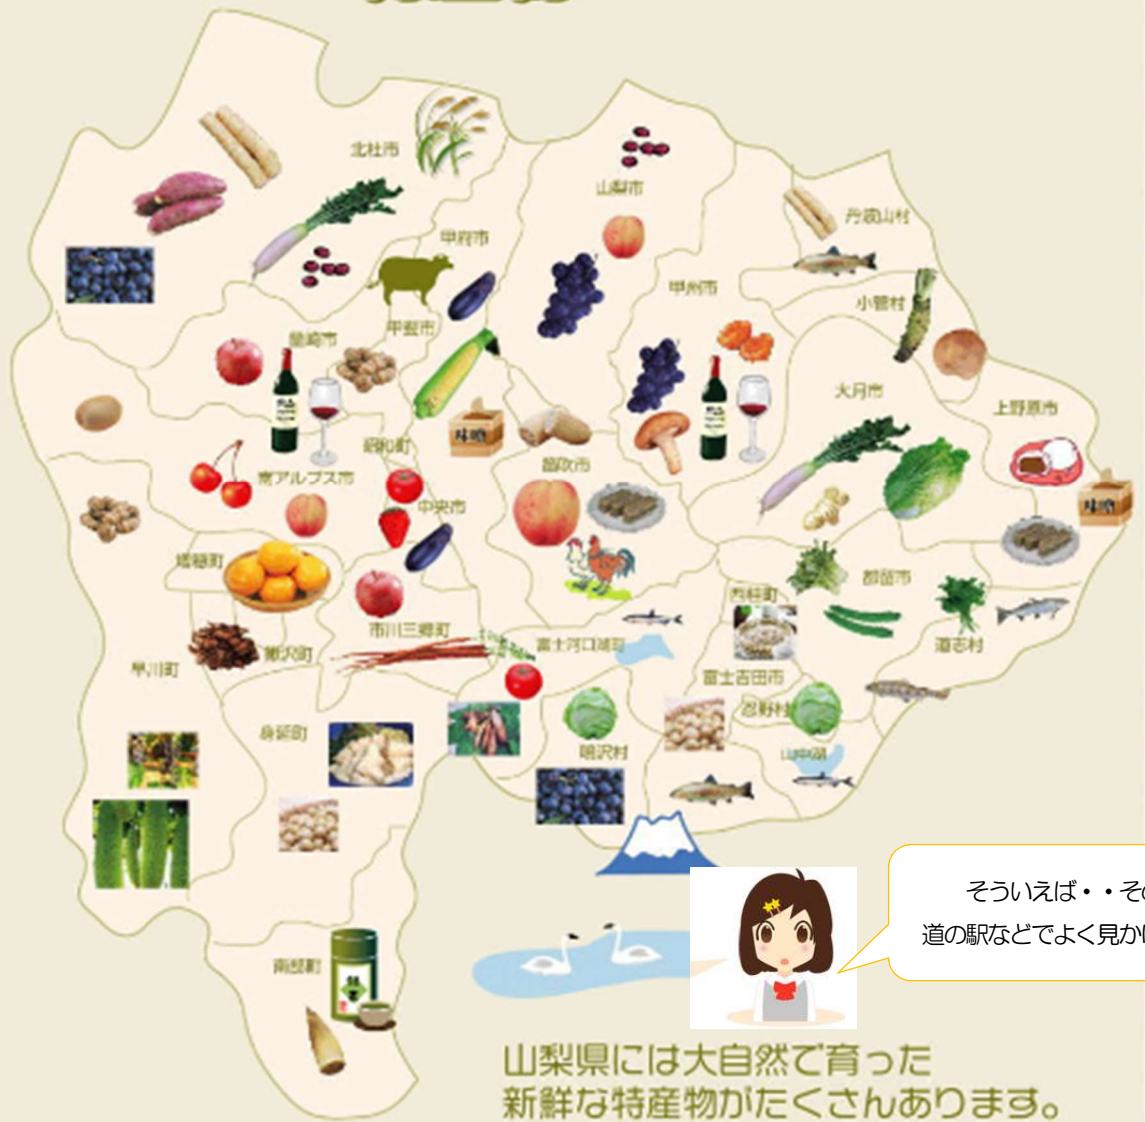 北杜市
山梨市
丹波山村
甲府市
甲州市
小菅村
韮崎市
甲斐市
大月市
上野原市
味噌
昭和町
笛吹市
南アルプス市
中央市
味噌
増穂町
都留市
西桂町
市川三郷町
富士河口湖町
道志村
早川町
鰍沢町
富士吉田市
忍野村
身延町
鳴沢村
山中湖
そういえば・・その
道の駅などでよく見かけ
南部町
山梨県には大自然で育った
新鮮な特産物がたくさんあります。